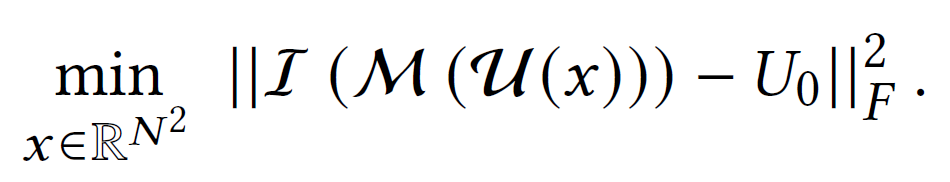 min ||ℐ (ℳ (𝒰(x))) − U₀||²_F .
x∈ℝ^{N²}